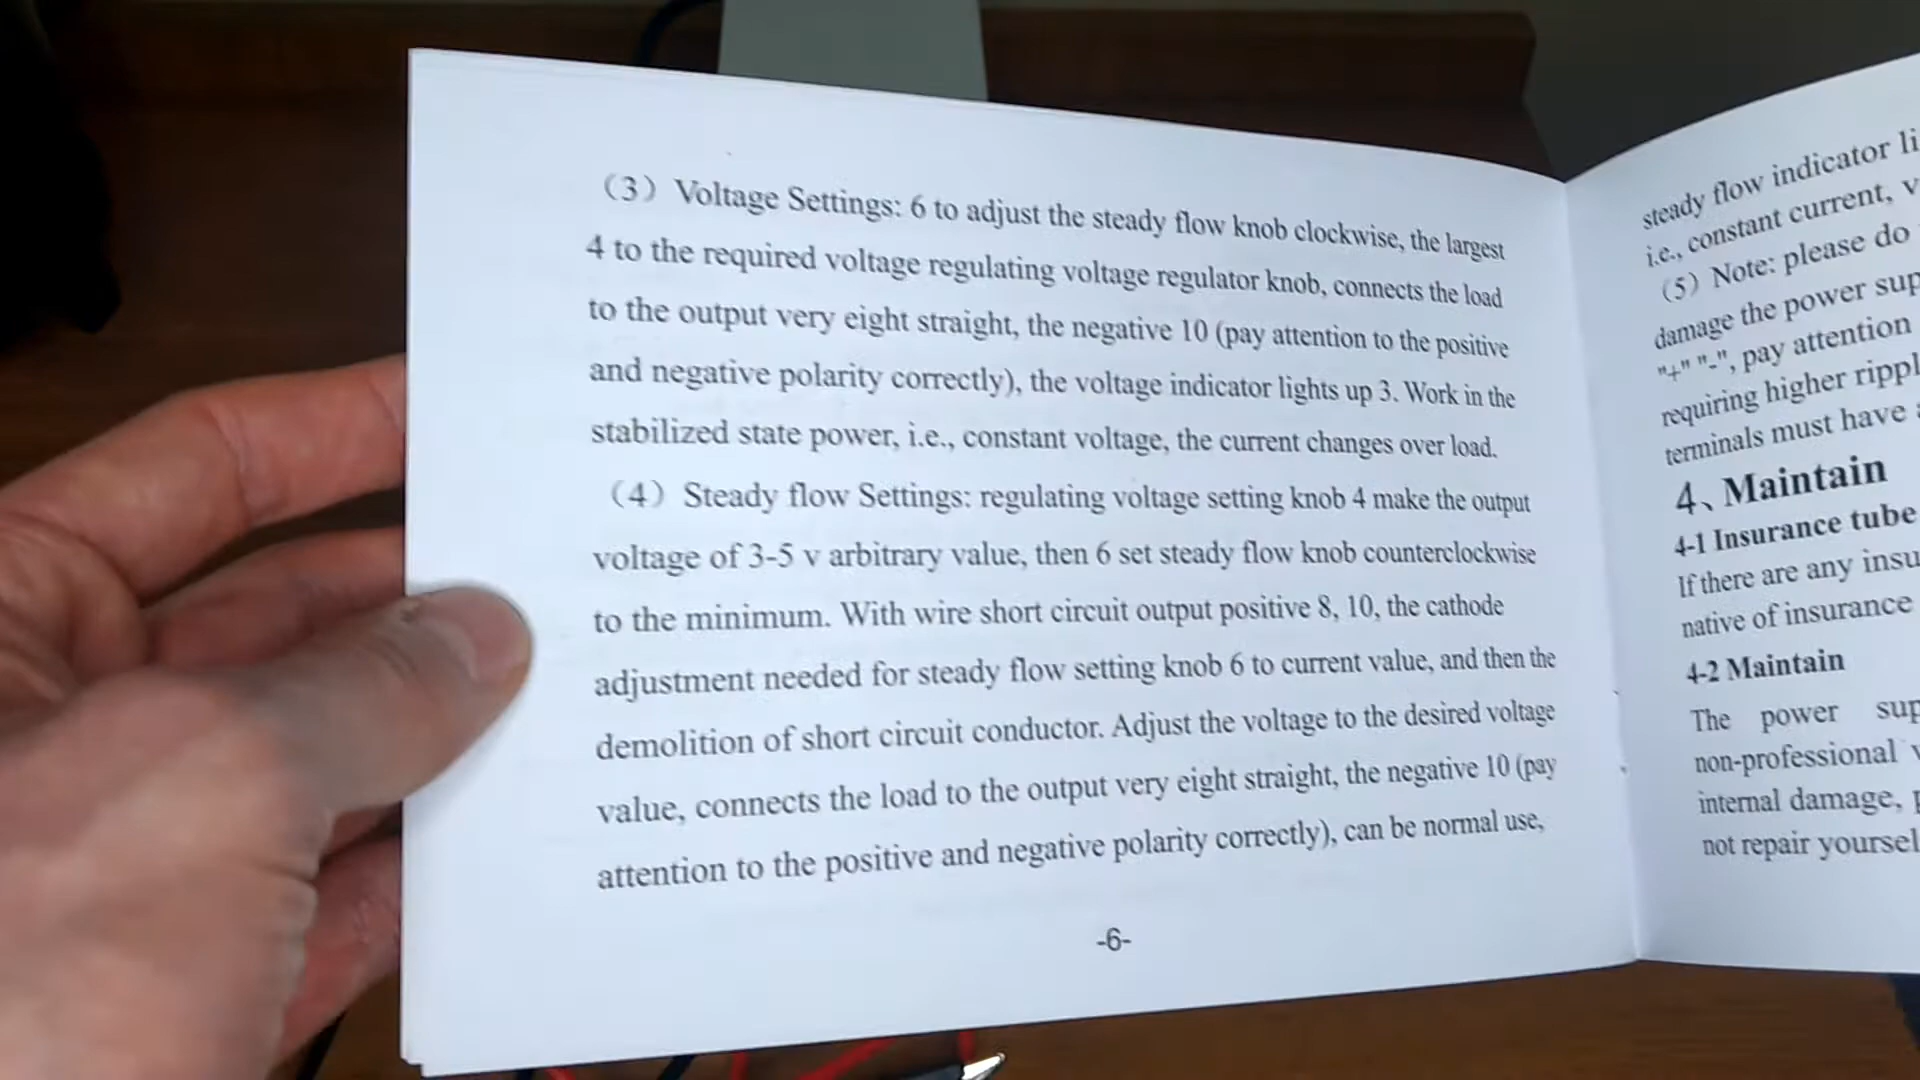 (3) Voltage Settings: 6 to adjust the steady flow knob clockwise, the largest
4 to the required voltage regulating voltage regulator knob, connects the load
to the output very eight straight, the negative 10 (pay attention to the positive
and negative polarity correctly), the voltage indicator lights up 3. Work in the
stabilized state power, i.e., constant voltage, the current changes over load.
(4) Steady flow Settings: regulating voltage setting knob 4 make the output
voltage of 3-5 v arbitrary value, then 6 set steady flow knob counterclockwise
to the minimum. With wire short circuit output positive 8, 10, the cathode
adjustment needed for steady flow setting knob 6 to current value, and then the
demolition of short circuit conductor. Adjust the voltage to the desired voltage
value, connects the load to the output very eight straight, the negative 10 (pay
attention to the positive and negative polarity correctly), can be normal use,
-6-
steady flow indicator
i.e., constant current,
(5) Note: please do
damage the power
"+" "-", pay attention
requiring higher
terminals must have
4、Maintain
4-1 Insurance tube
If there are any
native of insurance
4-2 Maintain
The power
non-professional
internal damage,
not repair